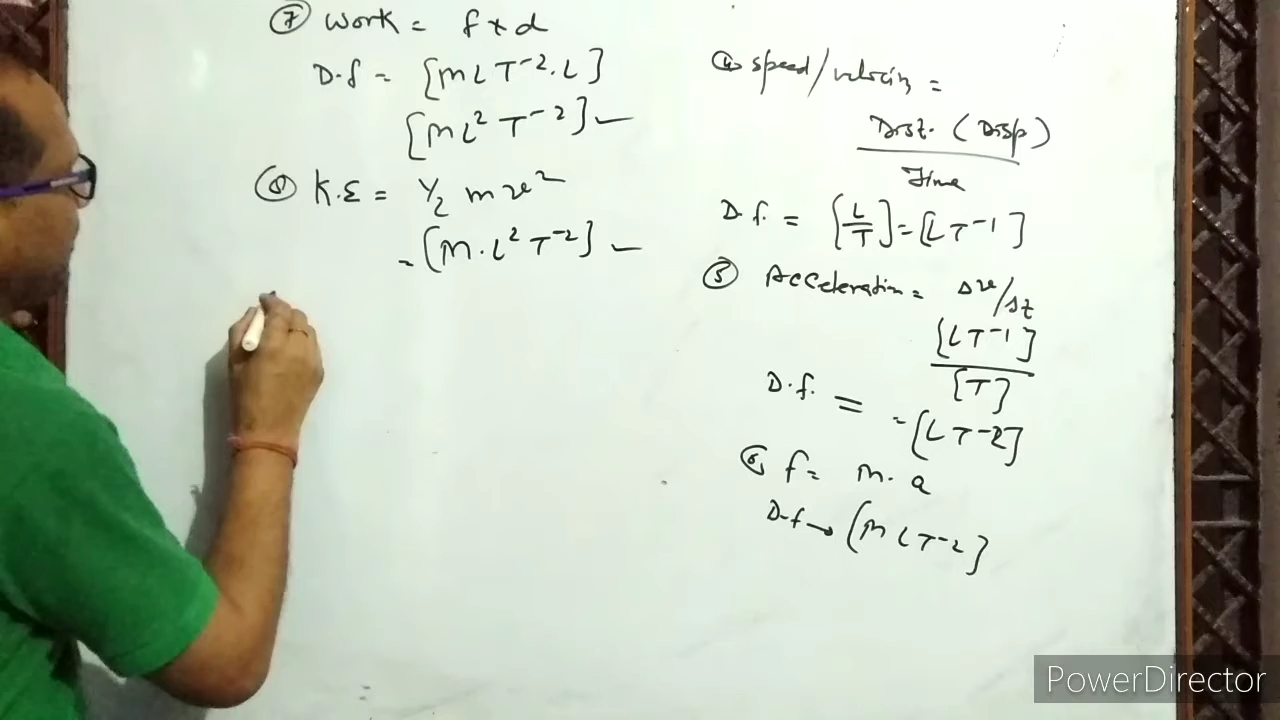 ⑦ Work = f × d
D.f = [M L T⁻².L]
[M L² T⁻²]
⑧ K.E = 1/2 m v²
= [M.L² T⁻²]
④ speed/velocity =
Dist. (Disp)
Time
D.f. = [L/T] = [L T⁻¹]
⑤ Acceleration = Δv/Δt
[L T⁻¹]
[T]
D.f. = = [L T⁻²]
⑥ f = m.a
D.f → [M L T⁻²]
PowerDirector